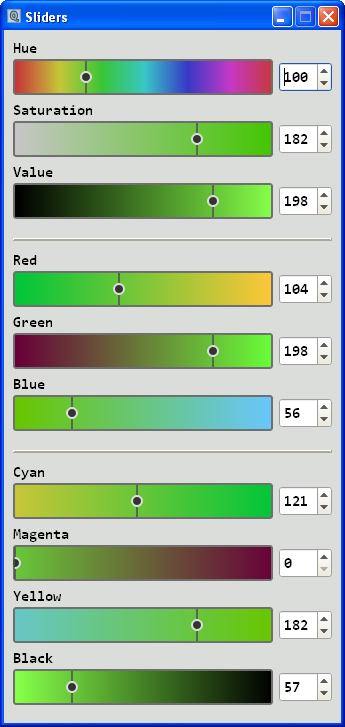 Sliders
Hue
100
Saturation
182
Value
198
Red
104
Green
198
Blue
56
Cyan
121
Magenta
0
Yellow
182
Black
57